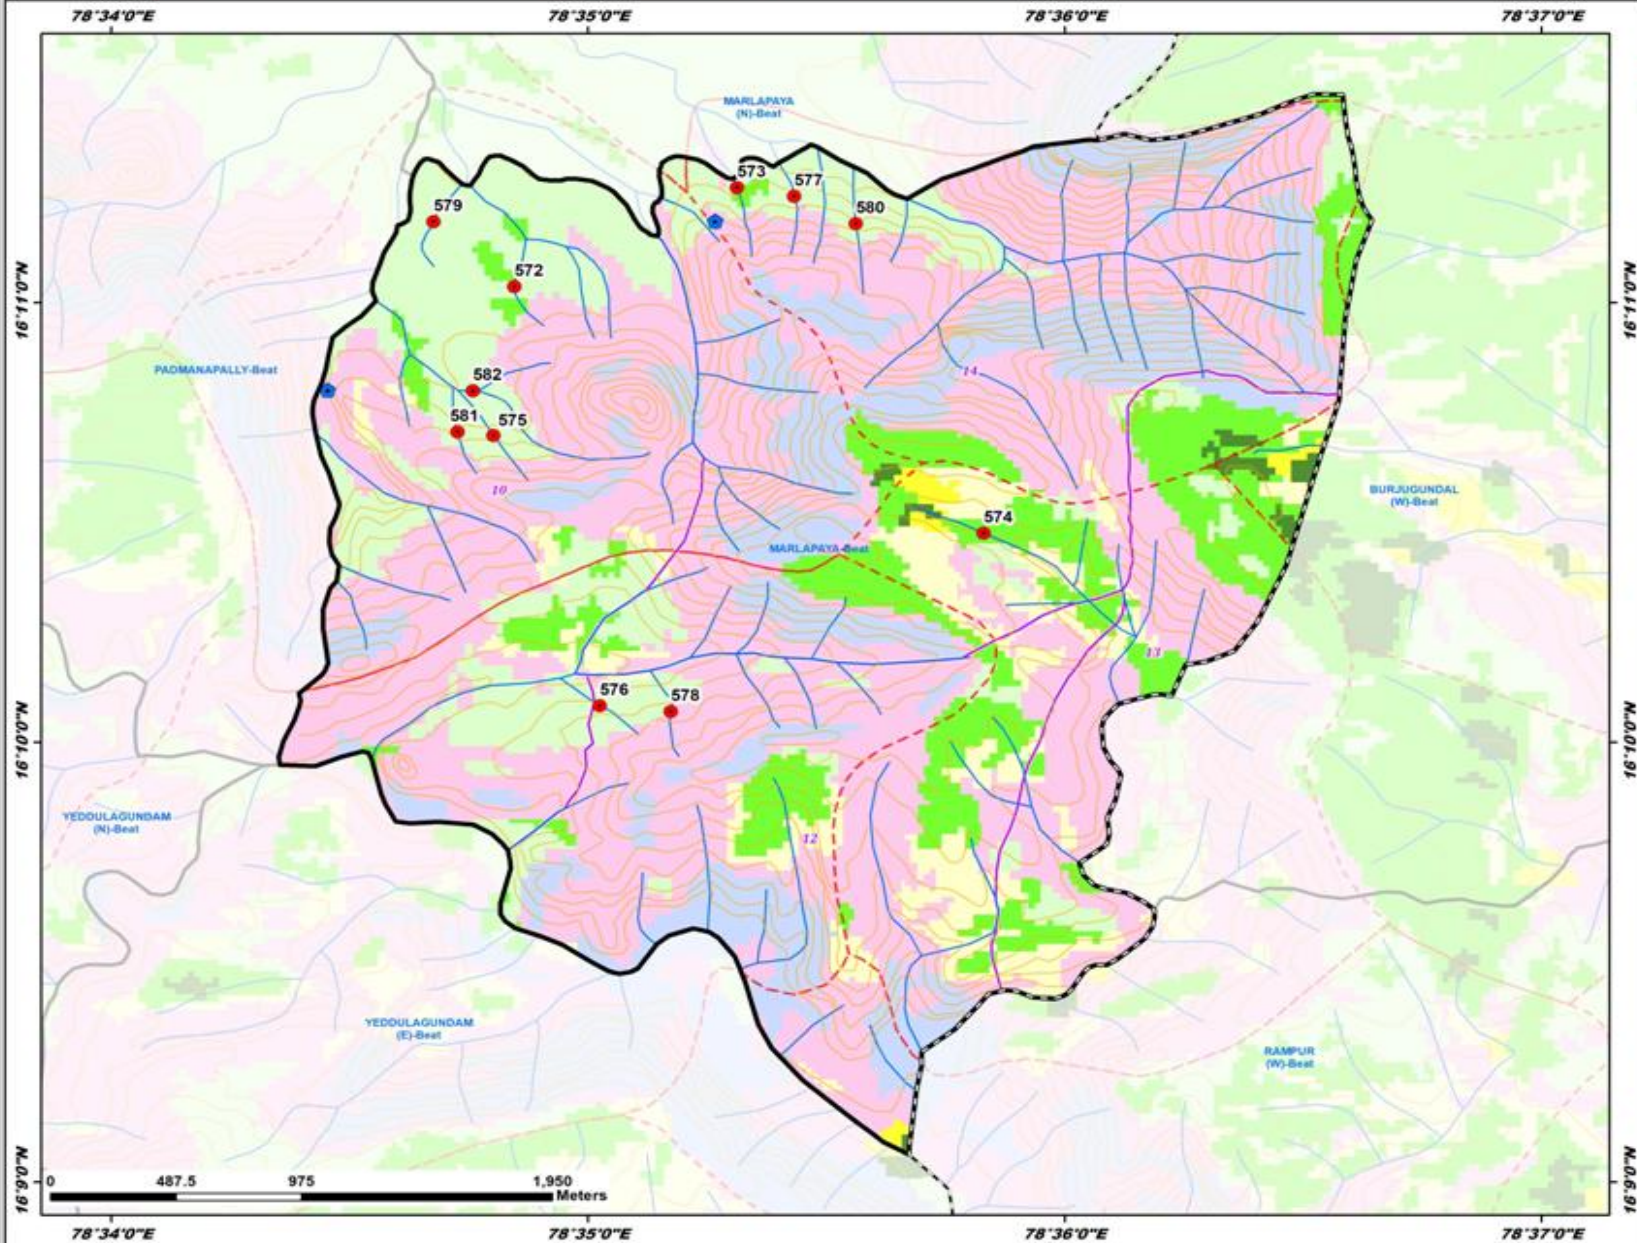 78°34'0"E 78°35'0"E 78°36'0"E 78°37'0"E
MARLAPAYA
(N)-Beat
573
577
579
580
572
16°11'0"N 16°11'0"N
PADMANAPALLY-Beat
582
14
581
575
10
BURJUGUNDAL
(W)-Beat
574
MARLAPAYA-Beat
13
576
578
16°10'0"N 16°10'0"N
YEDDULAGUNDAM
(N)-Beat
12
YEDDULAGUNDAM
(E)-Beat
RAMPUR
(W)-Beat
16°9'0"N 16°9'0"N
0 487.5 975 1,950
Meters
78°34'0"E 78°35'0"E 78°36'0"E 78°37'0"E